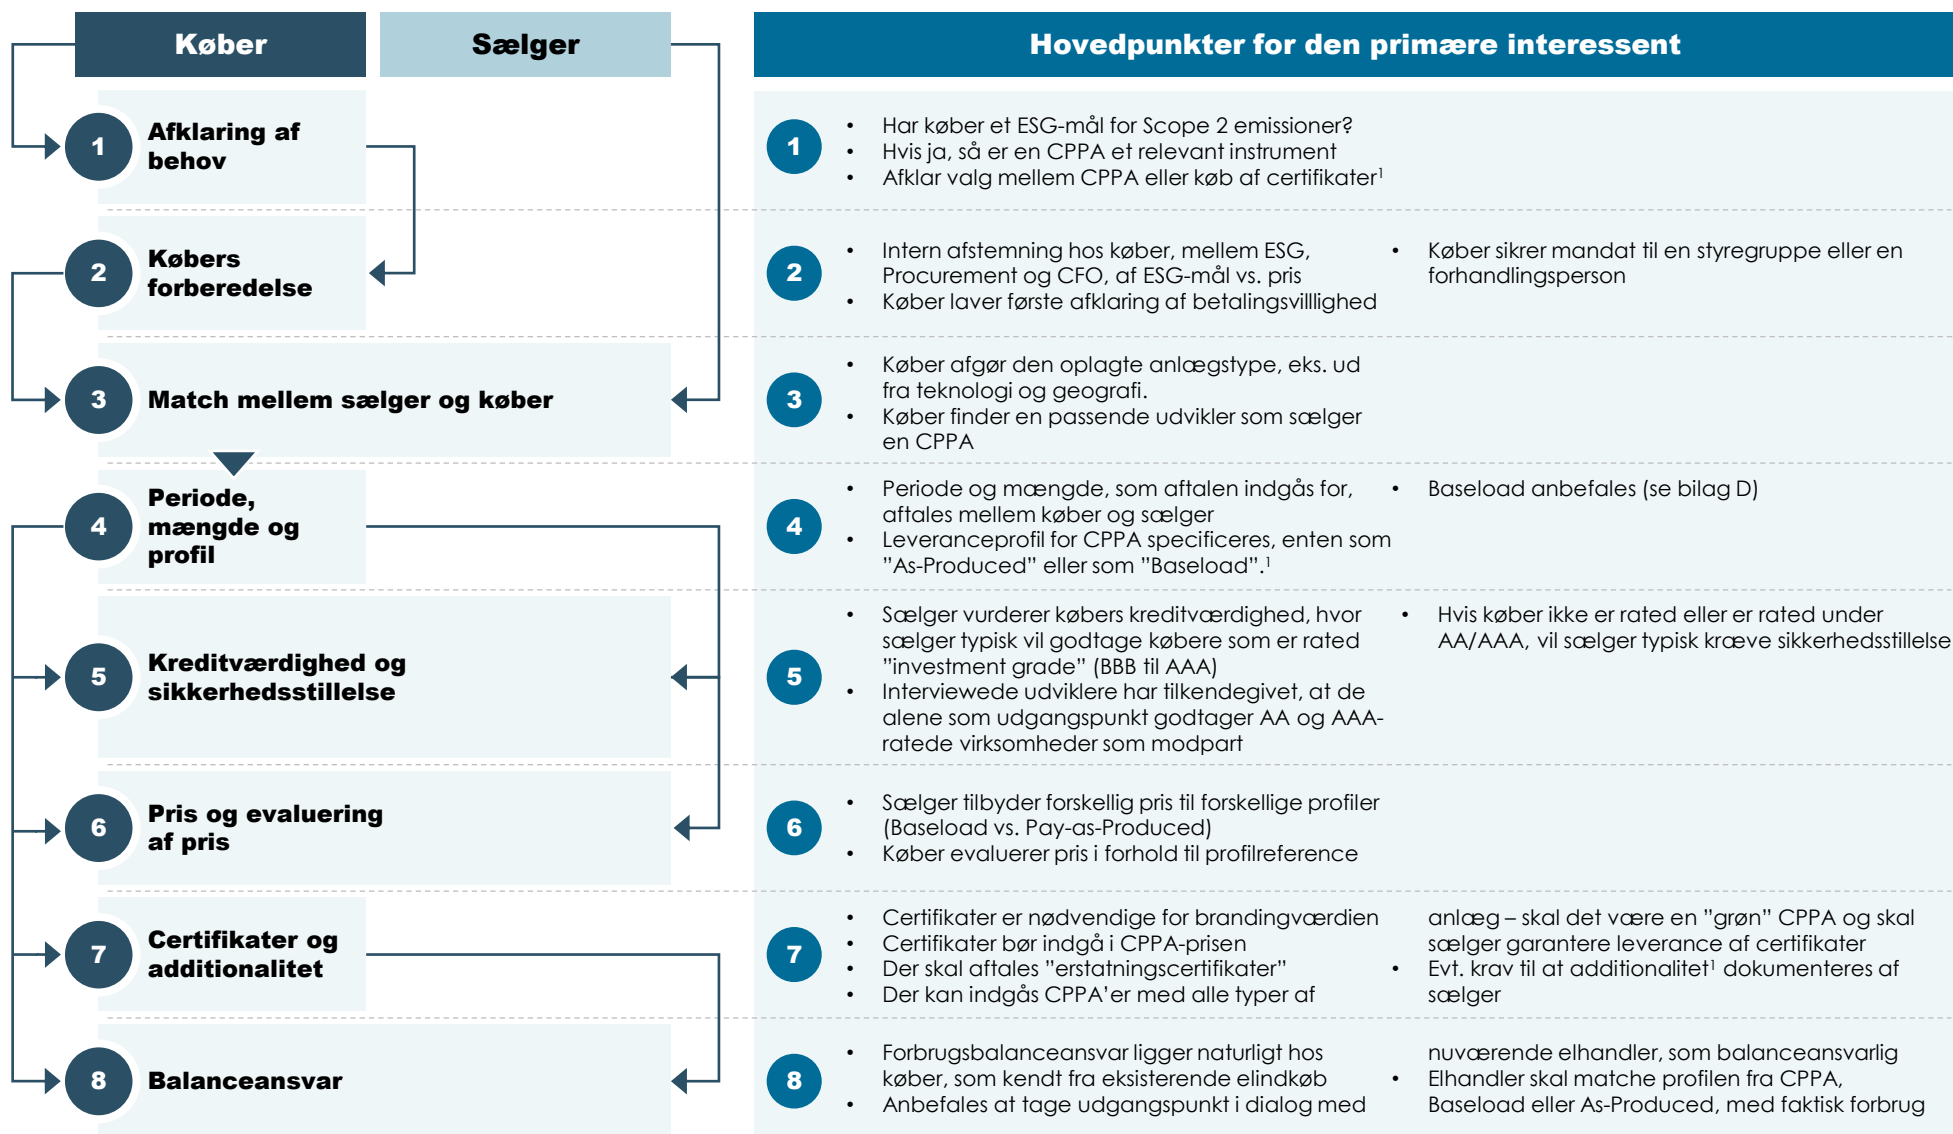 Køber
Sælger
Hovedpunkter for den primære interessent
1
Afklaring af
behov
1
• Har køber et ESG-mål for Scope 2 emissioner?
• Hvis ja, så er en CPPA et relevant instrument
• Afklar valg mellem CPPA eller køb af certifikater¹
2
Købers
forberedelse
2
• Intern afstemning hos køber, mellem ESG,
Procurement og CFO, af ESG-mål vs. pris
• Køber laver første afklaring af betalingsvilllighed
• Køber sikrer mandat til en styregruppe eller en
forhandlingsperson
3
Match mellem sælger og køber
3
• Køber afgør den oplagte anlægstype, eks. ud
fra teknologi og geografi.
• Køber finder en passende udvikler som sælger
en CPPA
4
Periode,
mængde og
profil
4
• Periode og mængde, som aftalen indgås for,
aftales mellem køber og sælger
• Leveranceprofil for CPPA specificeres, enten som
”As-Produced” eller som ”Baseload”.¹
• Baseload anbefales (se bilag D)
5
Kreditværdighed og
sikkerhedsstillelse
5
• Sælger vurderer købers kreditværdighed, hvor
sælger typisk vil godtage købere som er rated
”investment grade” (BBB til AAA)
• Interviewede udviklere har tilkendegivet, at de
alene som udgangspunkt godtager AA og AAA-
ratede virksomheder som modpart
• Hvis køber ikke er rated eller er rated under
AA/AAA, vil sælger typisk kræve sikkerhedsstillelse
6
Pris og evaluering
af pris
6
• Sælger tilbyder forskellig pris til forskellige profiler
(Baseload vs. Pay-as-Produced)
• Køber evaluerer pris i forhold til profilreference
7
Certifikater og
additionalitet
7
• Certifikater er nødvendige for brandingværdien
• Certifikater bør indgå i CPPA-prisen
• Der skal aftales ”erstatningscertifikater”
• Der kan indgås CPPA’er med alle typer af
anlæg – skal det være en ”grøn” CPPA og skal
sælger garantere leverance af certifikater
• Evt. krav til at additionalitet¹ dokumenteres af
sælger
8
Balanceansvar
8
• Forbrugsbalanceansvar ligger naturligt hos
køber, som kendt fra eksisterende elindkøb
• Anbefales at tage udgangspunkt i dialog med
nuværende elhandler, som balanceansvarlig
• Elhandler skal matche profilen fra CPPA,
Baseload eller As-Produced, med faktisk forbrug